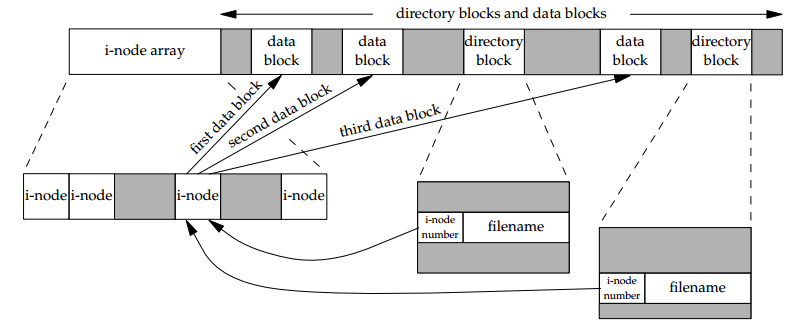 directory blocks and data blocks
i-node array
data
block
data
block
directory
block
data
block
directory
block
first data block
second data block
third data block
i-node
i-node
i-node
i-node
i-node
number
filename
i-node
number
filename